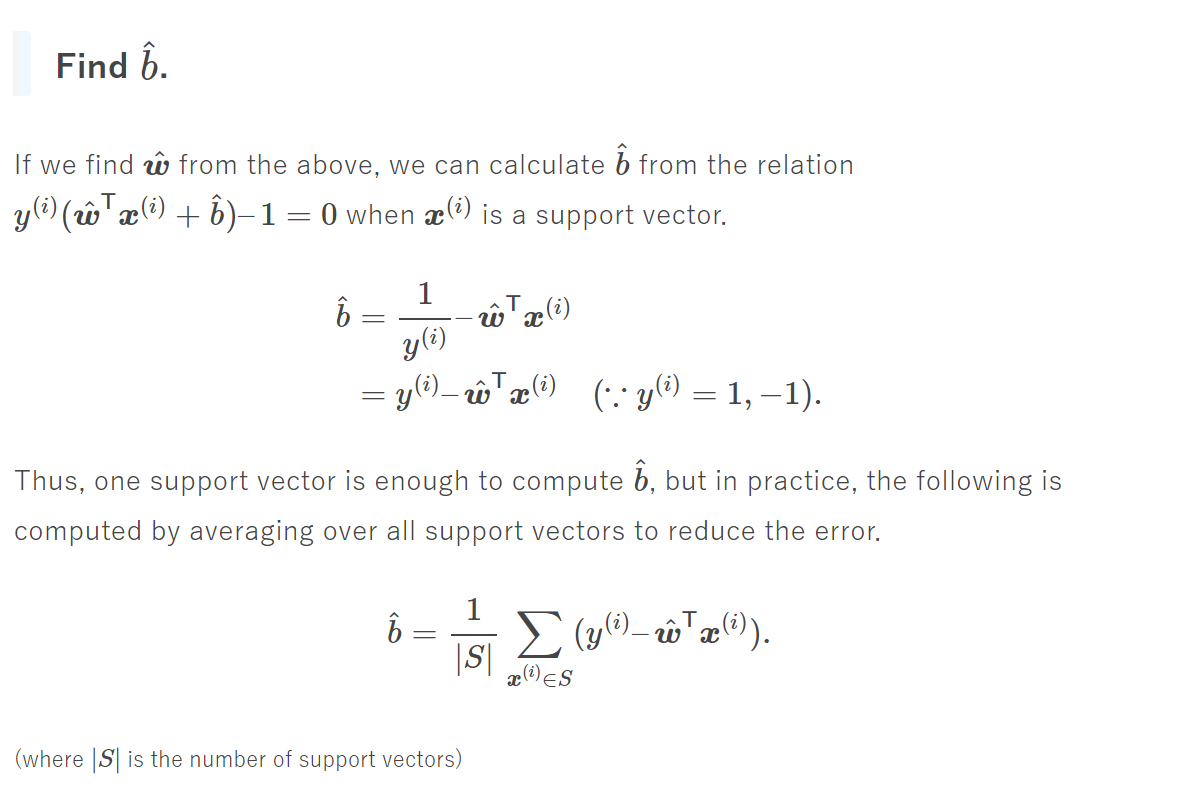 Find b̂.
If we find ŵ from the above, we can calculate b̂ from the relation
y⁽ⁱ⁾(ŵᵀx⁽ⁱ⁾ + b̂)–1 = 0 when x⁽ⁱ⁾ is a support vector.
b̂ = 1/y⁽ⁱ⁾ – ŵᵀx⁽ⁱ⁾
= y⁽ⁱ⁾– ŵᵀx⁽ⁱ⁾ (∵ y⁽ⁱ⁾ = 1, −1).
Thus, one support vector is enough to compute b̂, but in practice, the following is
computed by averaging over all support vectors to reduce the error.
b̂ = 1/|S| ∑_{x⁽ⁱ⁾∈S} (y⁽ⁱ⁾– ŵᵀx⁽ⁱ⁾).
(where |S| is the number of support vectors)